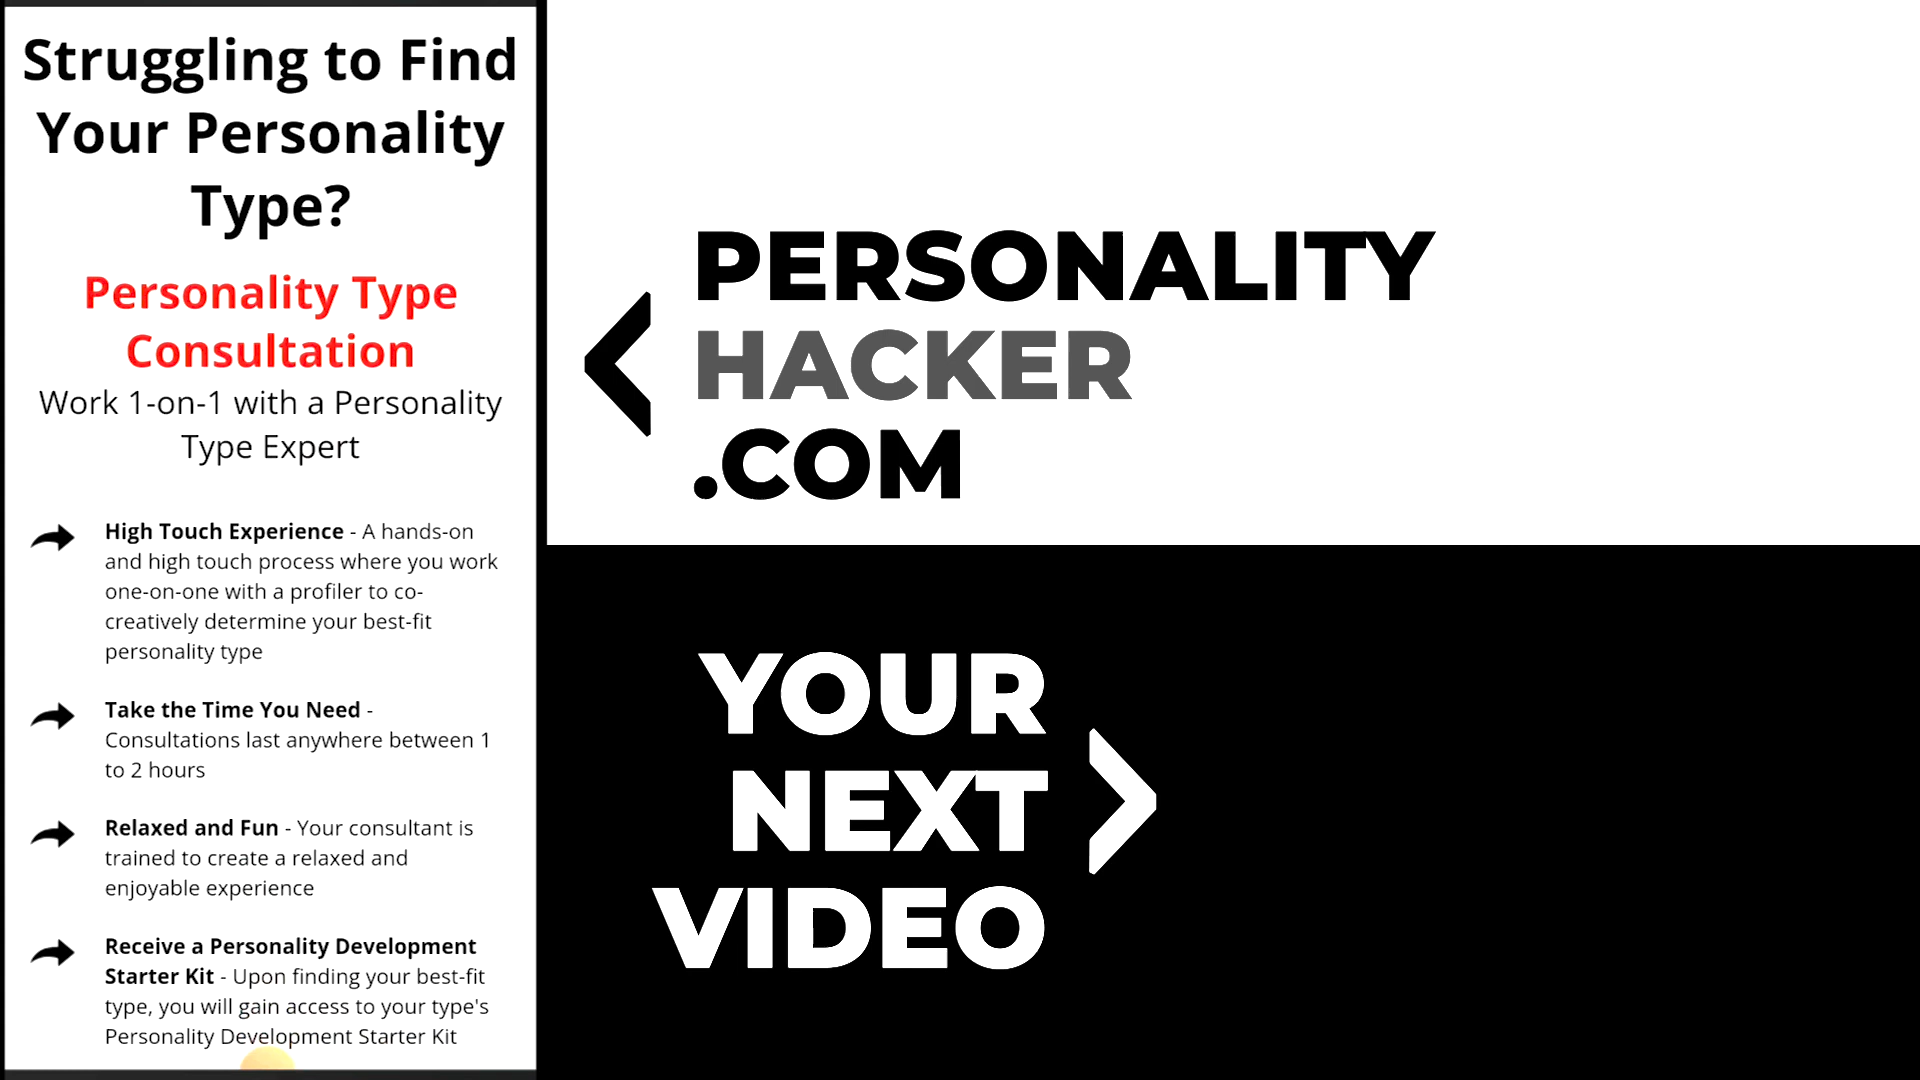 Struggling to Find
Your Personality
Type?
Personality Type
Consultation
Work 1-on-1 with a Personality
Type Expert
High Touch Experience - A hands-on
and high touch process where you work
one-on-one with a profiler to co-
creatively determine your best-fit
personality type
Take the Time You Need -
Consultations last anywhere between 1
to 2 hours
Relaxed and Fun - Your consultant is
trained to create a relaxed and
enjoyable experience
Receive a Personality Development
Starter Kit - Upon finding your best-fit
type, you will gain access to your type's
Personality Development Starter Kit
PERSONALITY
HACKER
.COM
YOUR
NEXT
VIDEO